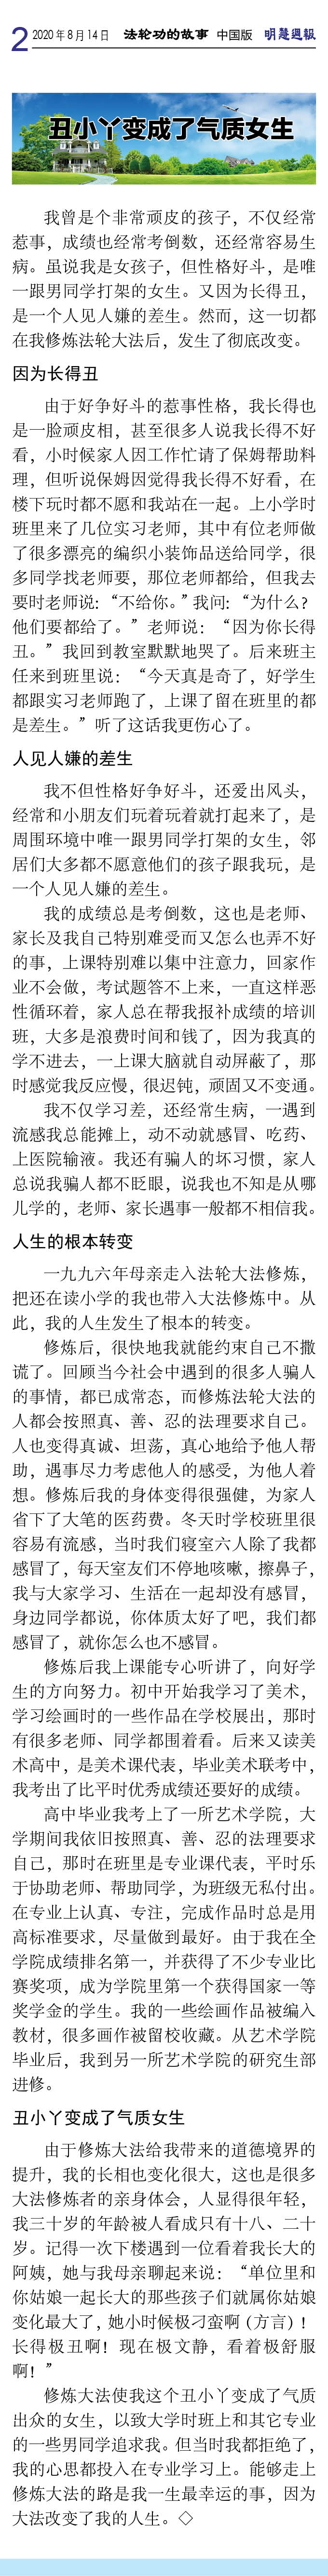 2 2020年8月14日 法轮功的故事 中国版 明慧週報
丑小丫变成了气质女生
我曾是个非常顽皮的孩子，不仅经常
惹事，成绩也经常考倒数，还经常容易生
病。虽说我是女孩子，但性格好斗，是唯
一跟男同学打架的女生。又因为长得丑，
是一个人见人嫌的差生。然而，这一切都
在我修炼法轮大法后，发生了彻底改变。
因为长得丑
由于好争好斗的惹事性格，我长得也
是一脸顽皮相，甚至很多人说我长得不好
看，小时候家人因工作忙请了保姆帮助料
理，但听说保姆因觉得我长得不好看，在
楼下玩时都不愿和我站在一起。上小学时
班里来了几位实习老师，其中有位老师做
了很多漂亮的编织小装饰品送给同学，很
多同学找老师要，那位老师都给，但我去
要时老师说：“不给你。”我问：“为什么？
他们要都给了。”老师说：“因为你长得
丑。”我回到教室默默地哭了。后来班主
任来到班里说：“今天真是奇了，好学生
都跟实习老师跑了，上课了留在班里的都
是差生。”听了这话我更伤心了。
人见人嫌的差生
我不但性格好争好斗，还爱出风头，
经常和小朋友们玩着玩着就打起来了，是
周围环境中唯一跟男同学打架的女生，邻
居们大多都不愿意他们的孩子跟我玩，是
一个人见人嫌的差生。
我的成绩总是考倒数，这也是老师、
家长及我自己特别难受而又怎么也弄不好
的事，上课特别难以集中注意力，回家作
业不会做，考试题答不上来，一直这样恶
性循环着，家人总在帮我报补成绩的培训
班，大多是浪费时间和钱了，因为我真的
学不进去，一上课大脑就自动屏蔽了，那
时感觉我反应慢，很迟钝，顽固又不变通。
我不仅学习差，还经常生病，一遇到
流感我总能摊上，动不动就感冒、吃药、
上医院输液。我还有骗人的坏习惯，家人
总说我骗人都不眨眼，说我也不知是从哪
儿学的，老师、家长遇事一般都不相信我。
人生的根本转变
一九九六年母亲走入法轮大法修炼，
把还在读小学的我也带入大法修炼中。从
此，我的人生发生了根本的转变。
修炼后，很快地我就能约束自己不撒
谎了。回顾当今社会中遇到的很多人骗人
的事情，都已成常态，而修炼法轮大法的
人都会按照真、善、忍的法理要求自己。
人也变得真诚、坦荡，真心地给予他人帮
助，遇事尽力考虑他人的感受，为他人着
想。修炼后我的身体变得很强健，为家人
省下了大笔的医药费。冬天时学校班里很
容易有流感，当时我们寝室六人除了我都
感冒了，每天室友们不停地咳嗽，擦鼻子，
我与大家学习、生活在一起却没有感冒，
身边同学都说，你体质太好了吧，我们都
感冒了，就你怎么也不感冒。
修炼后我上课能专心听讲了，向好学
生的方向努力。初中开始我学习了美术，
学习绘画时的一些作品在学校展出，那时
有很多老师、同学都围着看。后来又读美
术高中，是美术课代表，毕业美术联考中，
我考出了比平时优秀成绩还要好的成绩。
高中毕业我考上了一所艺术学院，大
学期间我依旧按照真、善、忍的法理要求
自己，那时在班里是专业课代表，平时乐
于协助老师、帮助同学，为班级无私付出。
在专业上认真、专注，完成作品时总是用
高标准要求，尽量做到最好。由于我在全
学院成绩排名第一，并获得了不少专业比
赛奖项，成为学院里第一个获得国家一等
奖学金的学生。我的一些绘画作品被编入
教材，很多画作被留校收藏。从艺术学院
毕业后，我到另一所艺术学院的研究生部
进修。
丑小丫变成了气质女生
由于修炼大法给我带来的道德境界的
提升，我的长相也变化很大，这也是很多
大法修炼者的亲身体会，人显得很年轻，
我三十岁的年龄被人看成只有十八、二十
岁。记得一次下楼遇到一位看着我长大的
阿姨，她与我母亲聊起来说：“单位里和
你姑娘一起长大的那些孩子们就属你姑娘
变化最大了，她小时候极刁蛮啊（方言）！
长得极丑啊！现在极文静，看着极舒服
啊！”
修炼大法使我这个丑小丫变成了气质
出众的女生，以致大学时班上和其它专业
的一些男同学追求我。但当时我都拒绝了，
我的心思都投入在专业学习上。能够走上
修炼大法的路是我一生最幸运的事，因为
大法改变了我的人生。◇